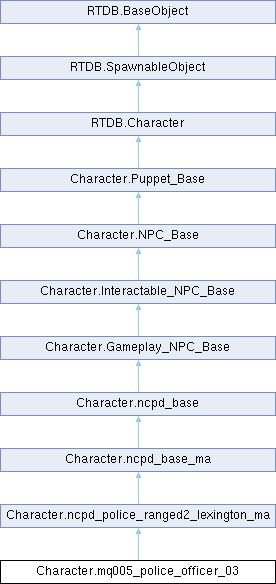 RTDB.BaseObject
RTDB.SpawnableObject
RTDB.Character
Character.Puppet_Base
Character.NPC_Base
Character.Interactable_NPC_Base
Character.Gameplay_NPC_Base
Character.ncpd_base
Character.ncpd_base_ma
Character.ncpd_police_ranged2_lexington_ma
Character.mq005_police_officer_03